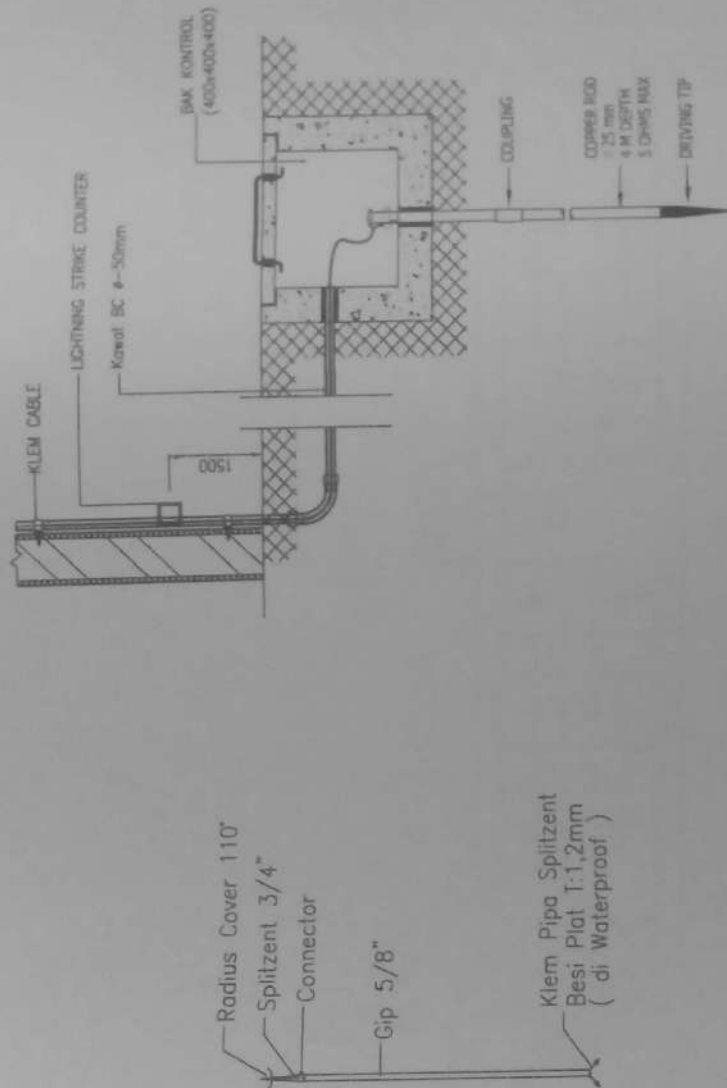 KLEM CABLE
LIGHTNING STRIKE COUNTER
Kawat BC ø-50mm
1500
BAK KONTROL
(400x400x400)
COUPLING
COPPER ROD
25 mm
4 M DEPTH
5 OHMS MAX
DRIVING TIP
Radius Cover 110°
Splitzent 3/4"
Connector
Gip 5/8"
Klem Pipa Splitzent
Besi Plat T:1,2mm
( di Waterproof )